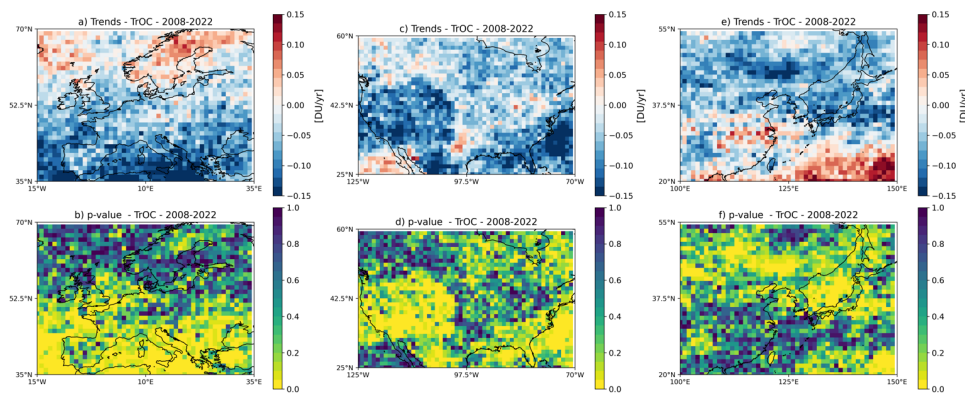 a) Trends - TrOC - 2008-2022
70°N
52.5°N
35°N
15°W
10°E
35°E
0.15
0.10
0.05
0.00
−0.05
−0.10
−0.15
[DU/yr]
c) Trends - TrOC - 2008-2022
60°N
42.5°N
25°N
125°W
97.5°W
70°W
0.15
0.10
0.05
0.00
−0.05
−0.10
−0.15
[DU/yr]
e) Trends - TrOC - 2008-2022
55°N
37.5°N
20°N
100°E
125°E
150°E
0.15
0.10
0.05
0.00
−0.05
−0.10
−0.15
[DU/yr]
b) p-value - TrOC - 2008-2022
70°N
52.5°N
35°N
15°W
10°E
35°E
1.0
0.8
0.6
0.4
0.2
0.0
d) p-value - TrOC - 2008-2022
60°N
42.5°N
25°N
125°W
97.5°W
70°W
1.0
0.8
0.6
0.4
0.2
0.0
f) p-value - TrOC - 2008-2022
55°N
37.5°N
20°N
100°E
125°E
150°E
1.0
0.8
0.6
0.4
0.2
0.0